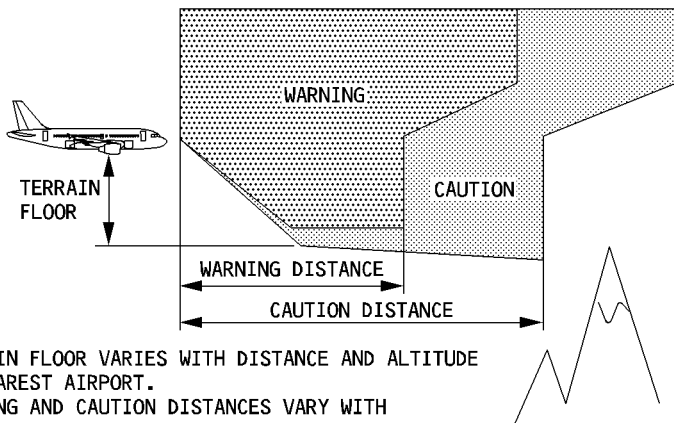 WARNING
TERRAIN
FLOOR
CAUTION
WARNING DISTANCE
CAUTION DISTANCE
IN FLOOR VARIES WITH DISTANCE AND ALTITUDE
AREST AIRPORT.
NG AND CAUTION DISTANCES VARY WITH